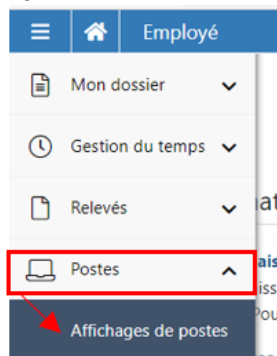 Employé
Mon dossier
Gestion du temps
Relevés
Postes
Affichages de postes